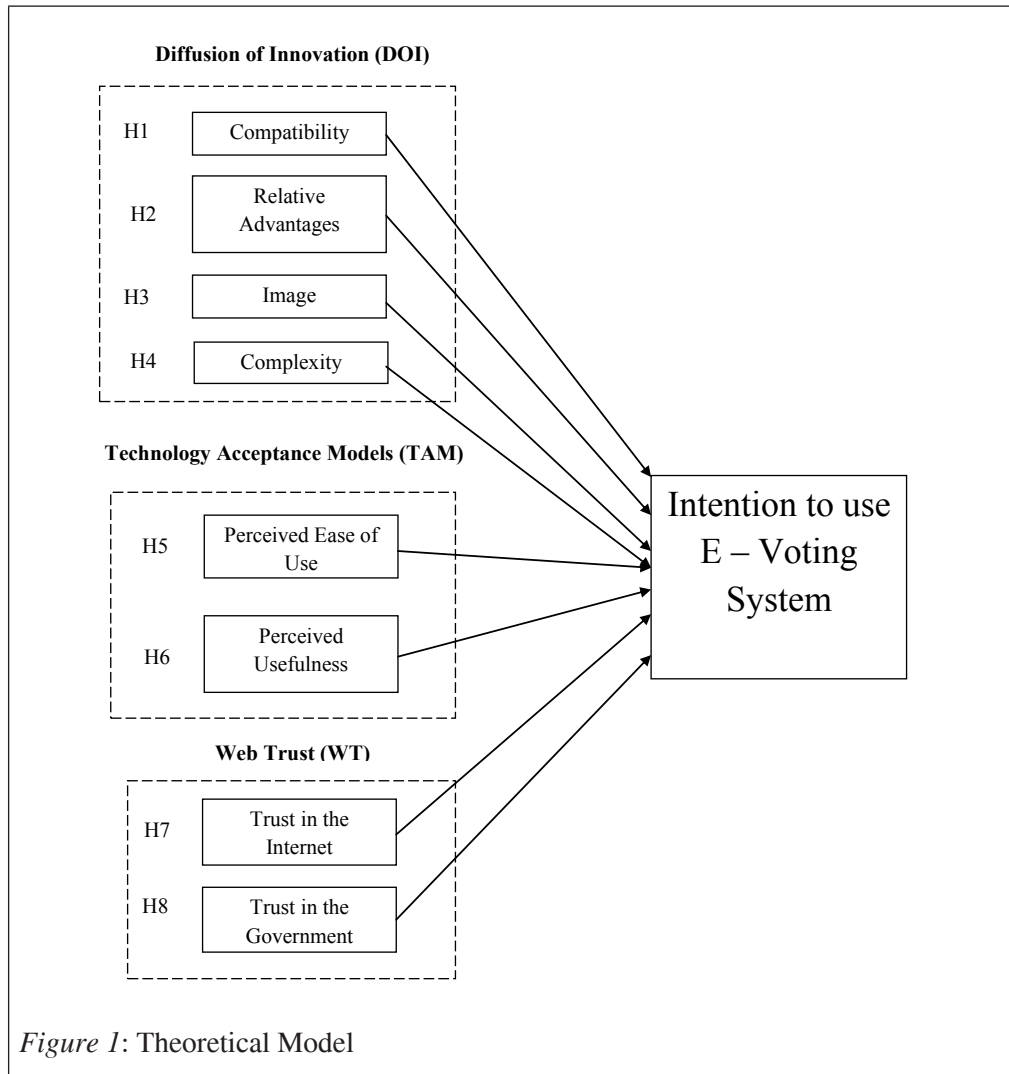 Diffusion of Innovation (DOI)
H1
Compatibility
H2
Relative
Advantages
H3
Image
H4
Complexity
Technology Acceptance Models (TAM)
H5
Perceived Ease of
Use
H6
Perceived
Usefulness
Intention to use
E – Voting
System
Web Trust (WT)
H7
Trust in the
Internet
H8
Trust in the
Government
Figure 1: Theoretical Model